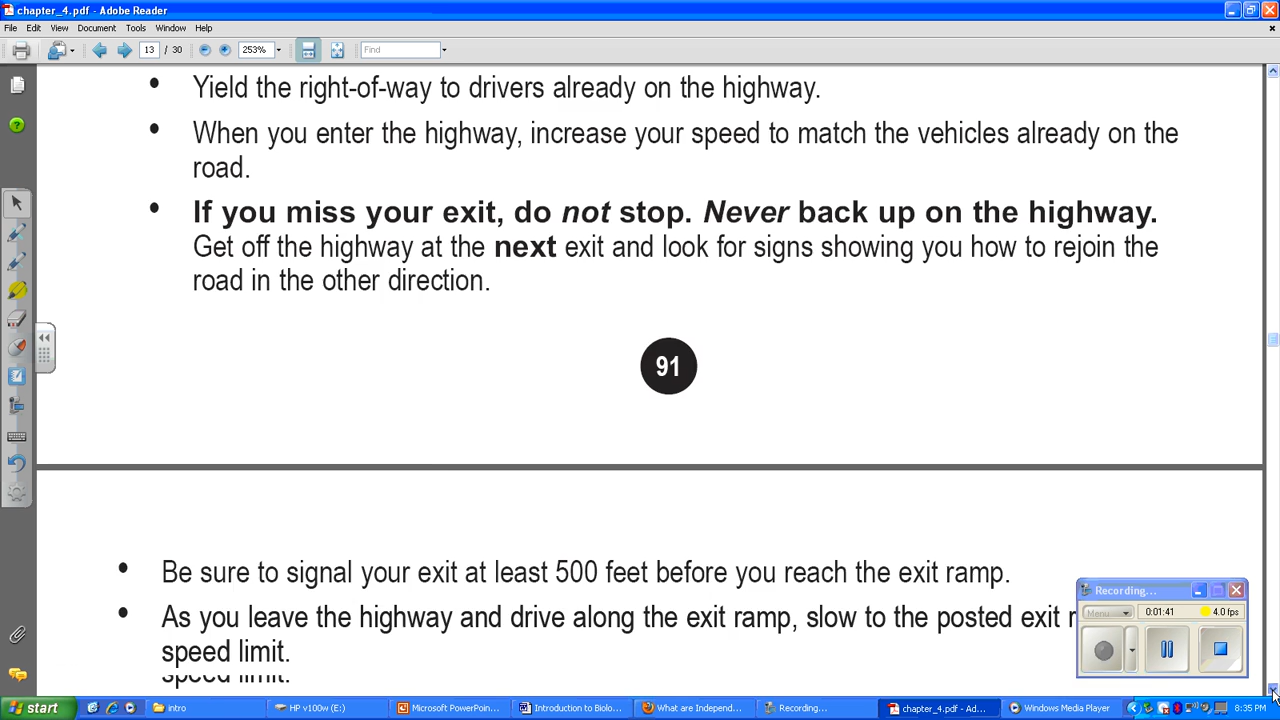 chapter_4.pdf - Adobe Reader
File Edit View Document Tools Window Help
13 / 30 253% Find
• Yield the right-of-way to drivers already on the highway.
• When you enter the highway, increase your speed to match the vehicles already on the
road.
• If you miss your exit, do not stop. Never back up on the highway.
Get off the highway at the next exit and look for signs showing you how to rejoin the
road in the other direction.
91
• Be sure to signal your exit at least 500 feet before you reach the exit ramp.
• As you leave the highway and drive along the exit ramp, slow to the posted exit r
speed limit.
speed limit.
Recording...
Menu 0:01:41 4.0 fps
start intro HP v100w (E:) Microsoft PowerPoin... Introduction to Biolo... What are Independ... Recording... chapter_4.pdf - Ad... Windows Media Player 8:35 PM